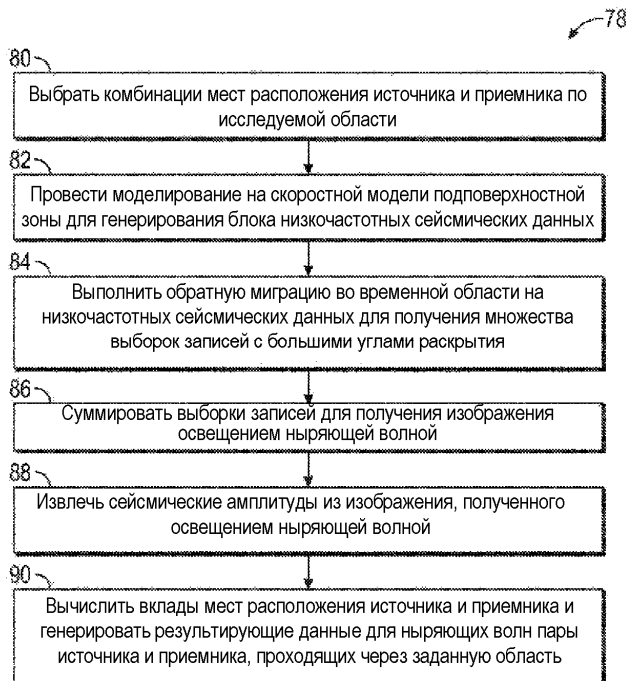 78
80
Выбрать комбинации мест расположения источника и приемника по
исследуемой области
82
Провести моделирование на скоростной модели подповерхностной
зоны для генерирования блока низкочастотных сейсмических данных
84
Выполнить обратную миграцию во временной области на
низкочастотных сейсмических данных для получения множества
выборок записей с большими углами раскрытия
86
Суммировать выборки записей для получения изображения
освещением ныряющей волной
88
Извлечь сейсмические амплитуды из изображения, полученного
освещением ныряющей волной
90
Вычислить вклады мест расположения источника и приемника и
генерировать результирующие данные для ныряющих волн пары
источника и приемника, проходящих через заданную область